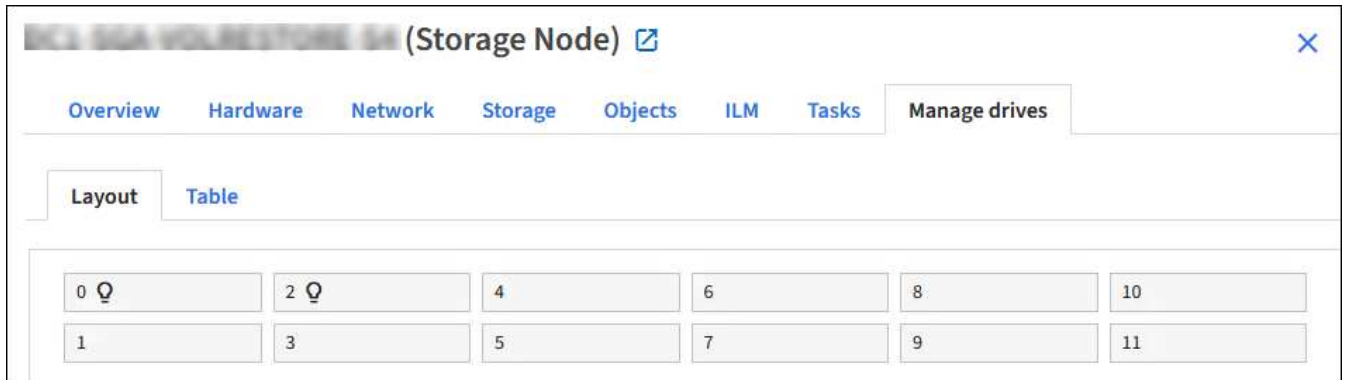 (Storage Node)
Overview Hardware Network Storage Objects ILM Tasks Manage drives
Layout Table
0 2 4 6 8 10
1 3 5 7 9 11